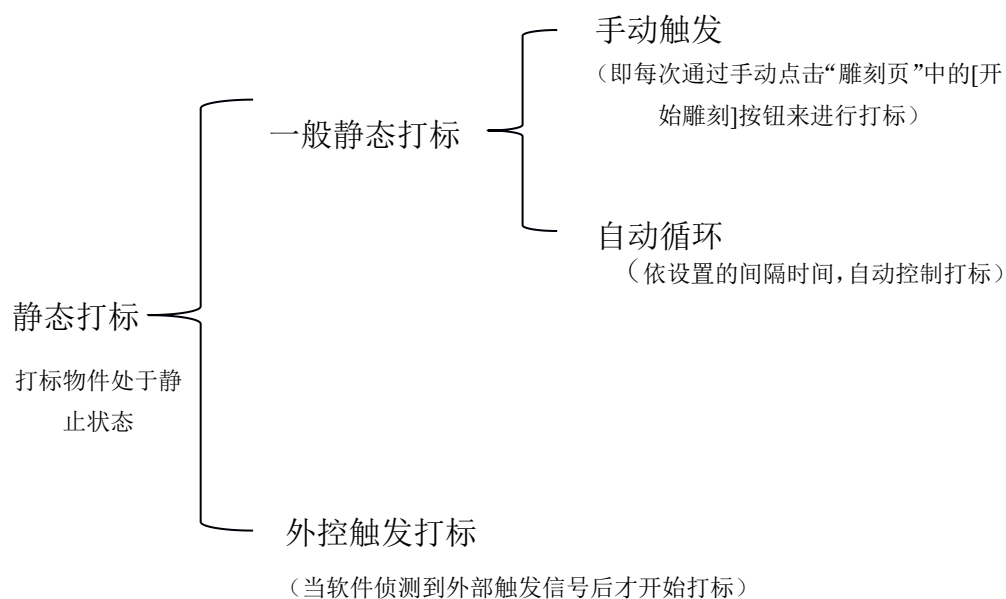 手动触发
（即每次通过手动点击“雕刻页”中的[开
始雕刻]按钮来进行打标）
一般静态打标
自动循环
（依设置的间隔时间,自动控制打标）
静态打标
打标物件处于静
止状态
外控触发打标
（当软件侦测到外部触发信号后才开始打标）